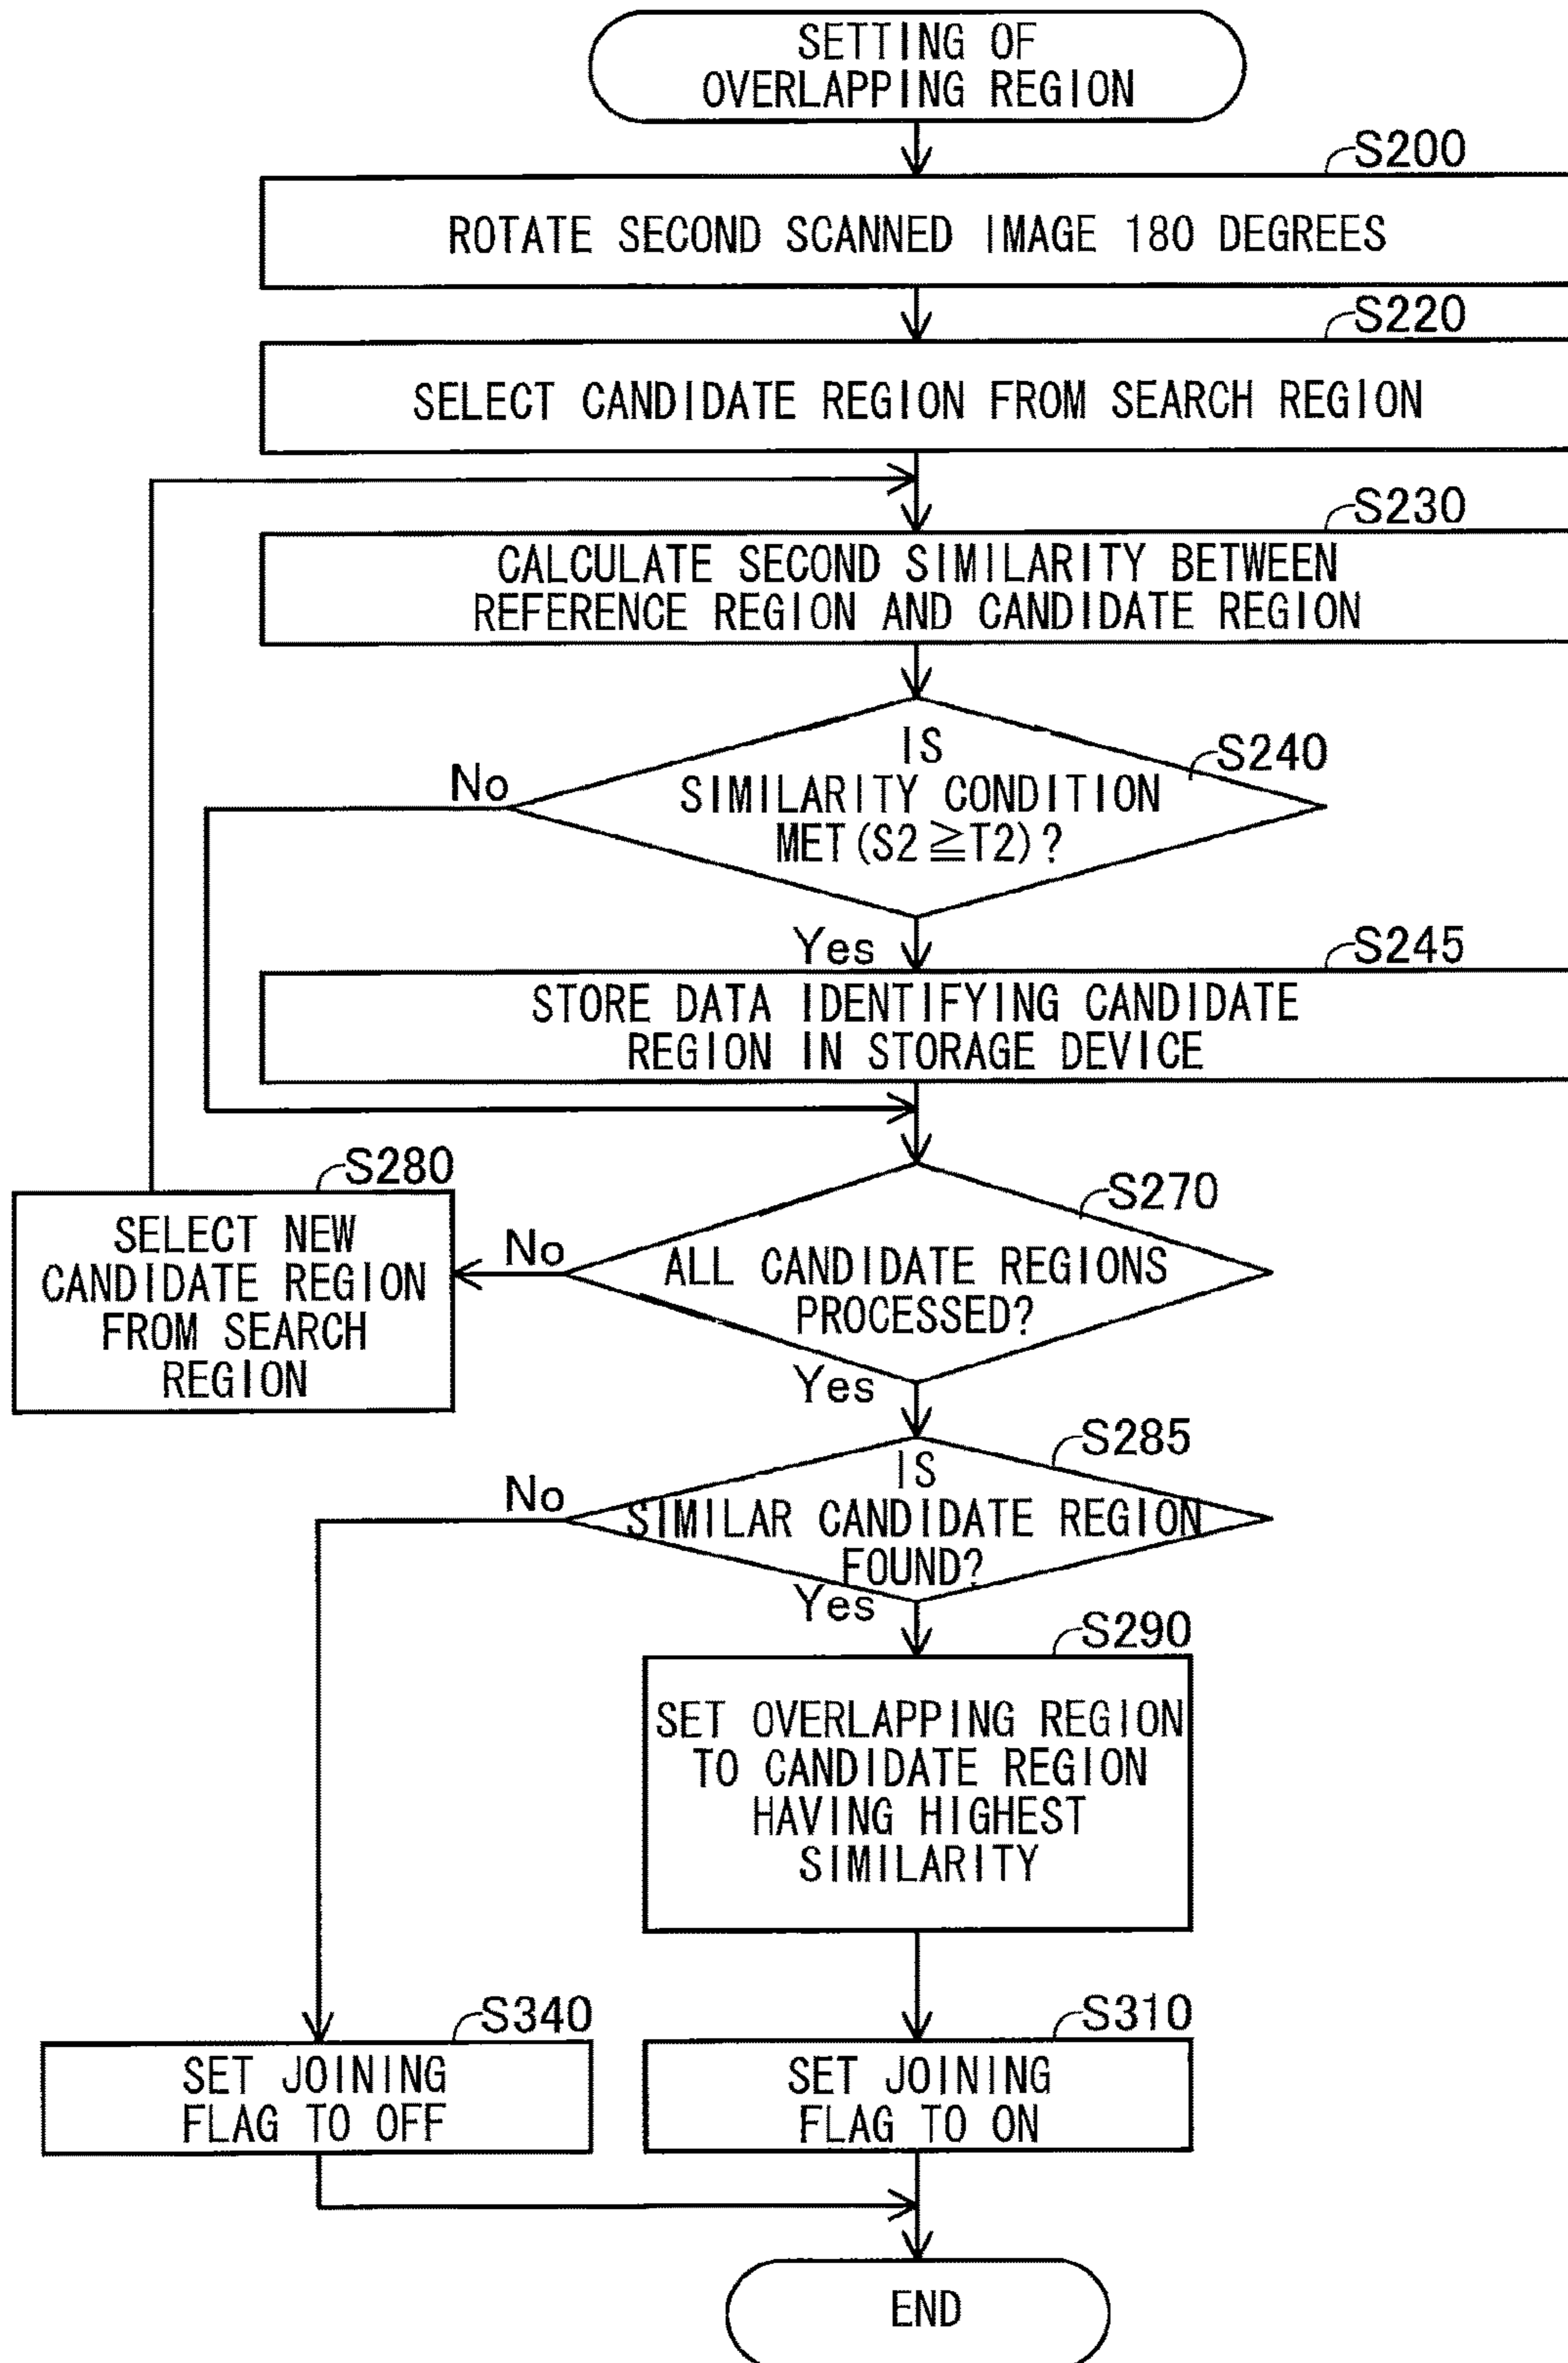 SETTING OF
OVERLAPPING REGION
S200
ROTATE SECOND SCANNED IMAGE 180 DEGREES
S220
SELECT CANDIDATE REGION FROM SEARCH REGION
S230
CALCULATE SECOND SIMILARITY BETWEEN
REFERENCE REGION AND CANDIDATE REGION
S240
IS
SIMILARITY CONDITION
MET(S2≧T2)?
No
Yes
S245
STORE DATA IDENTIFYING CANDIDATE
REGION IN STORAGE DEVICE
S280
SELECT NEW
CANDIDATE REGION
FROM SEARCH
REGION
No
S270
ALL CANDIDATE REGIONS
PROCESSED?
Yes
S285
IS
SIMILAR CANDIDATE REGION
FOUND?
No
Yes
S290
SET OVERLAPPING REGION
TO CANDIDATE REGION
HAVING HIGHEST
SIMILARITY
S340
SET JOINING
FLAG TO OFF
S310
SET JOINING
FLAG TO ON
END